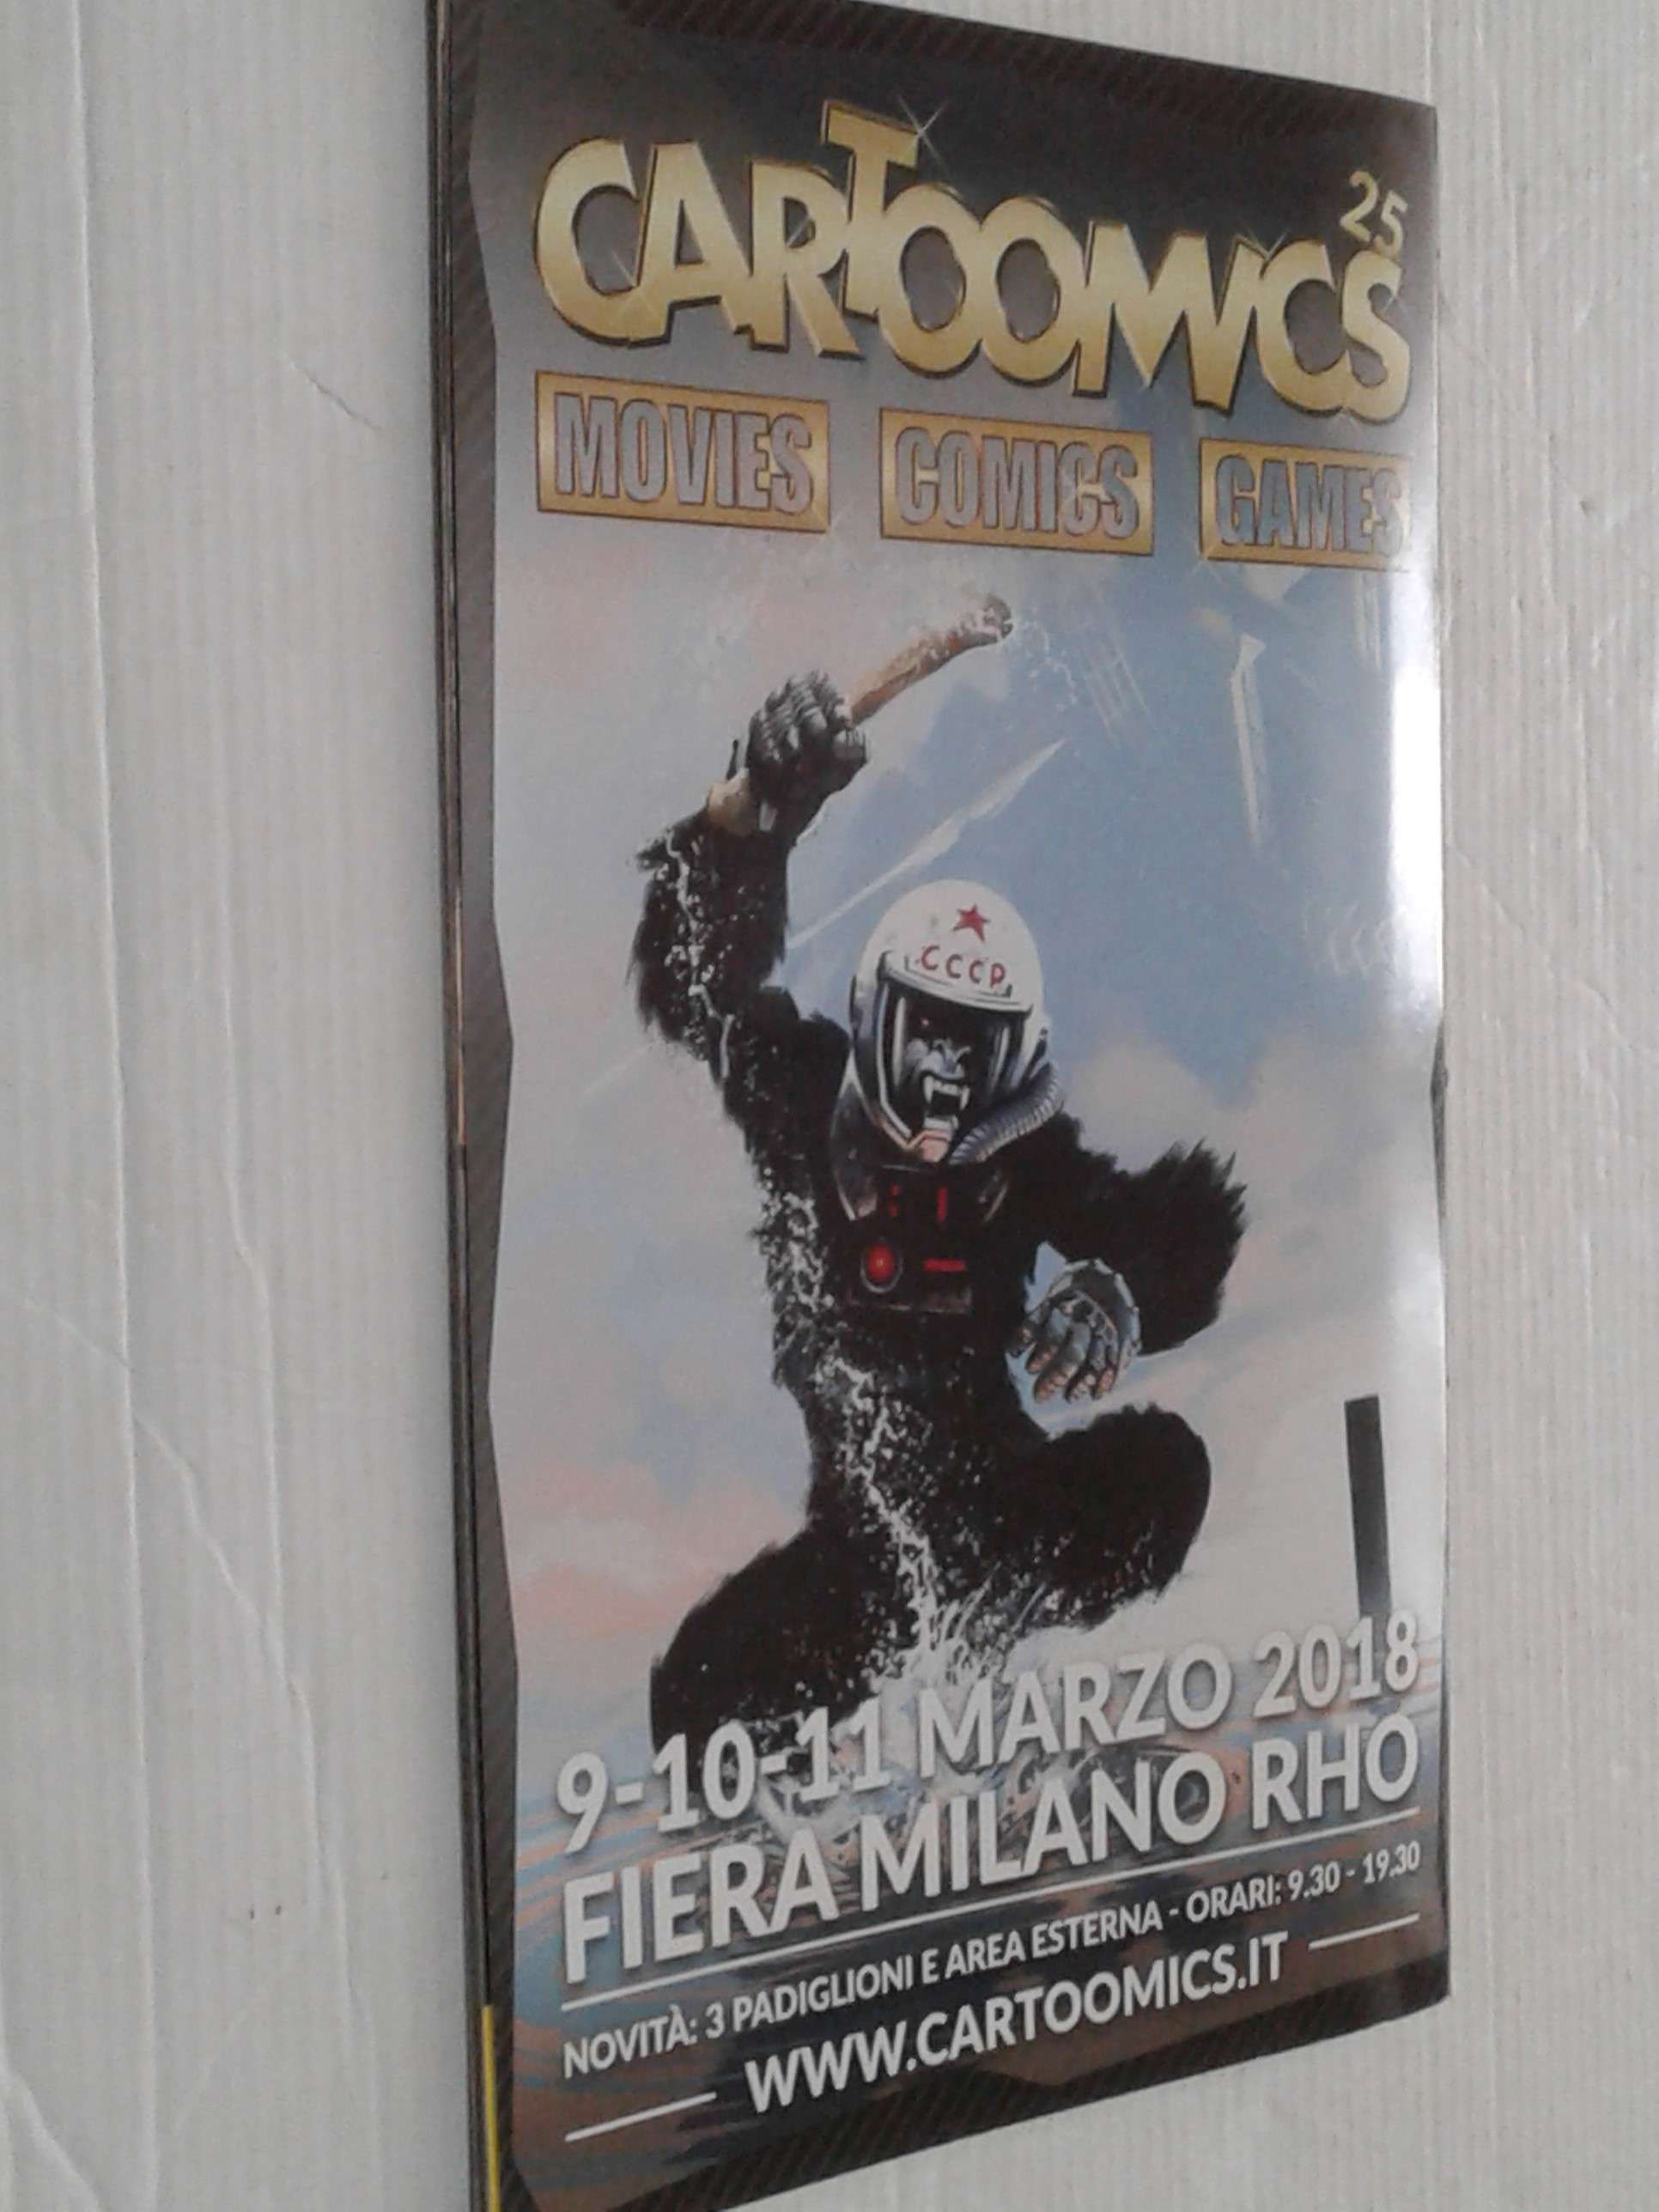 CARTOOMICS
25
MOVIES COMICS GAMES
CCCP
9-10-11 MARZO 2018
FIERA MILANO RHO
NOVITÀ: 3 PADIGLIONI E AREA ESTERNA - ORARI: 9.30 - 19.30
WWW.CARTOOMICS.IT